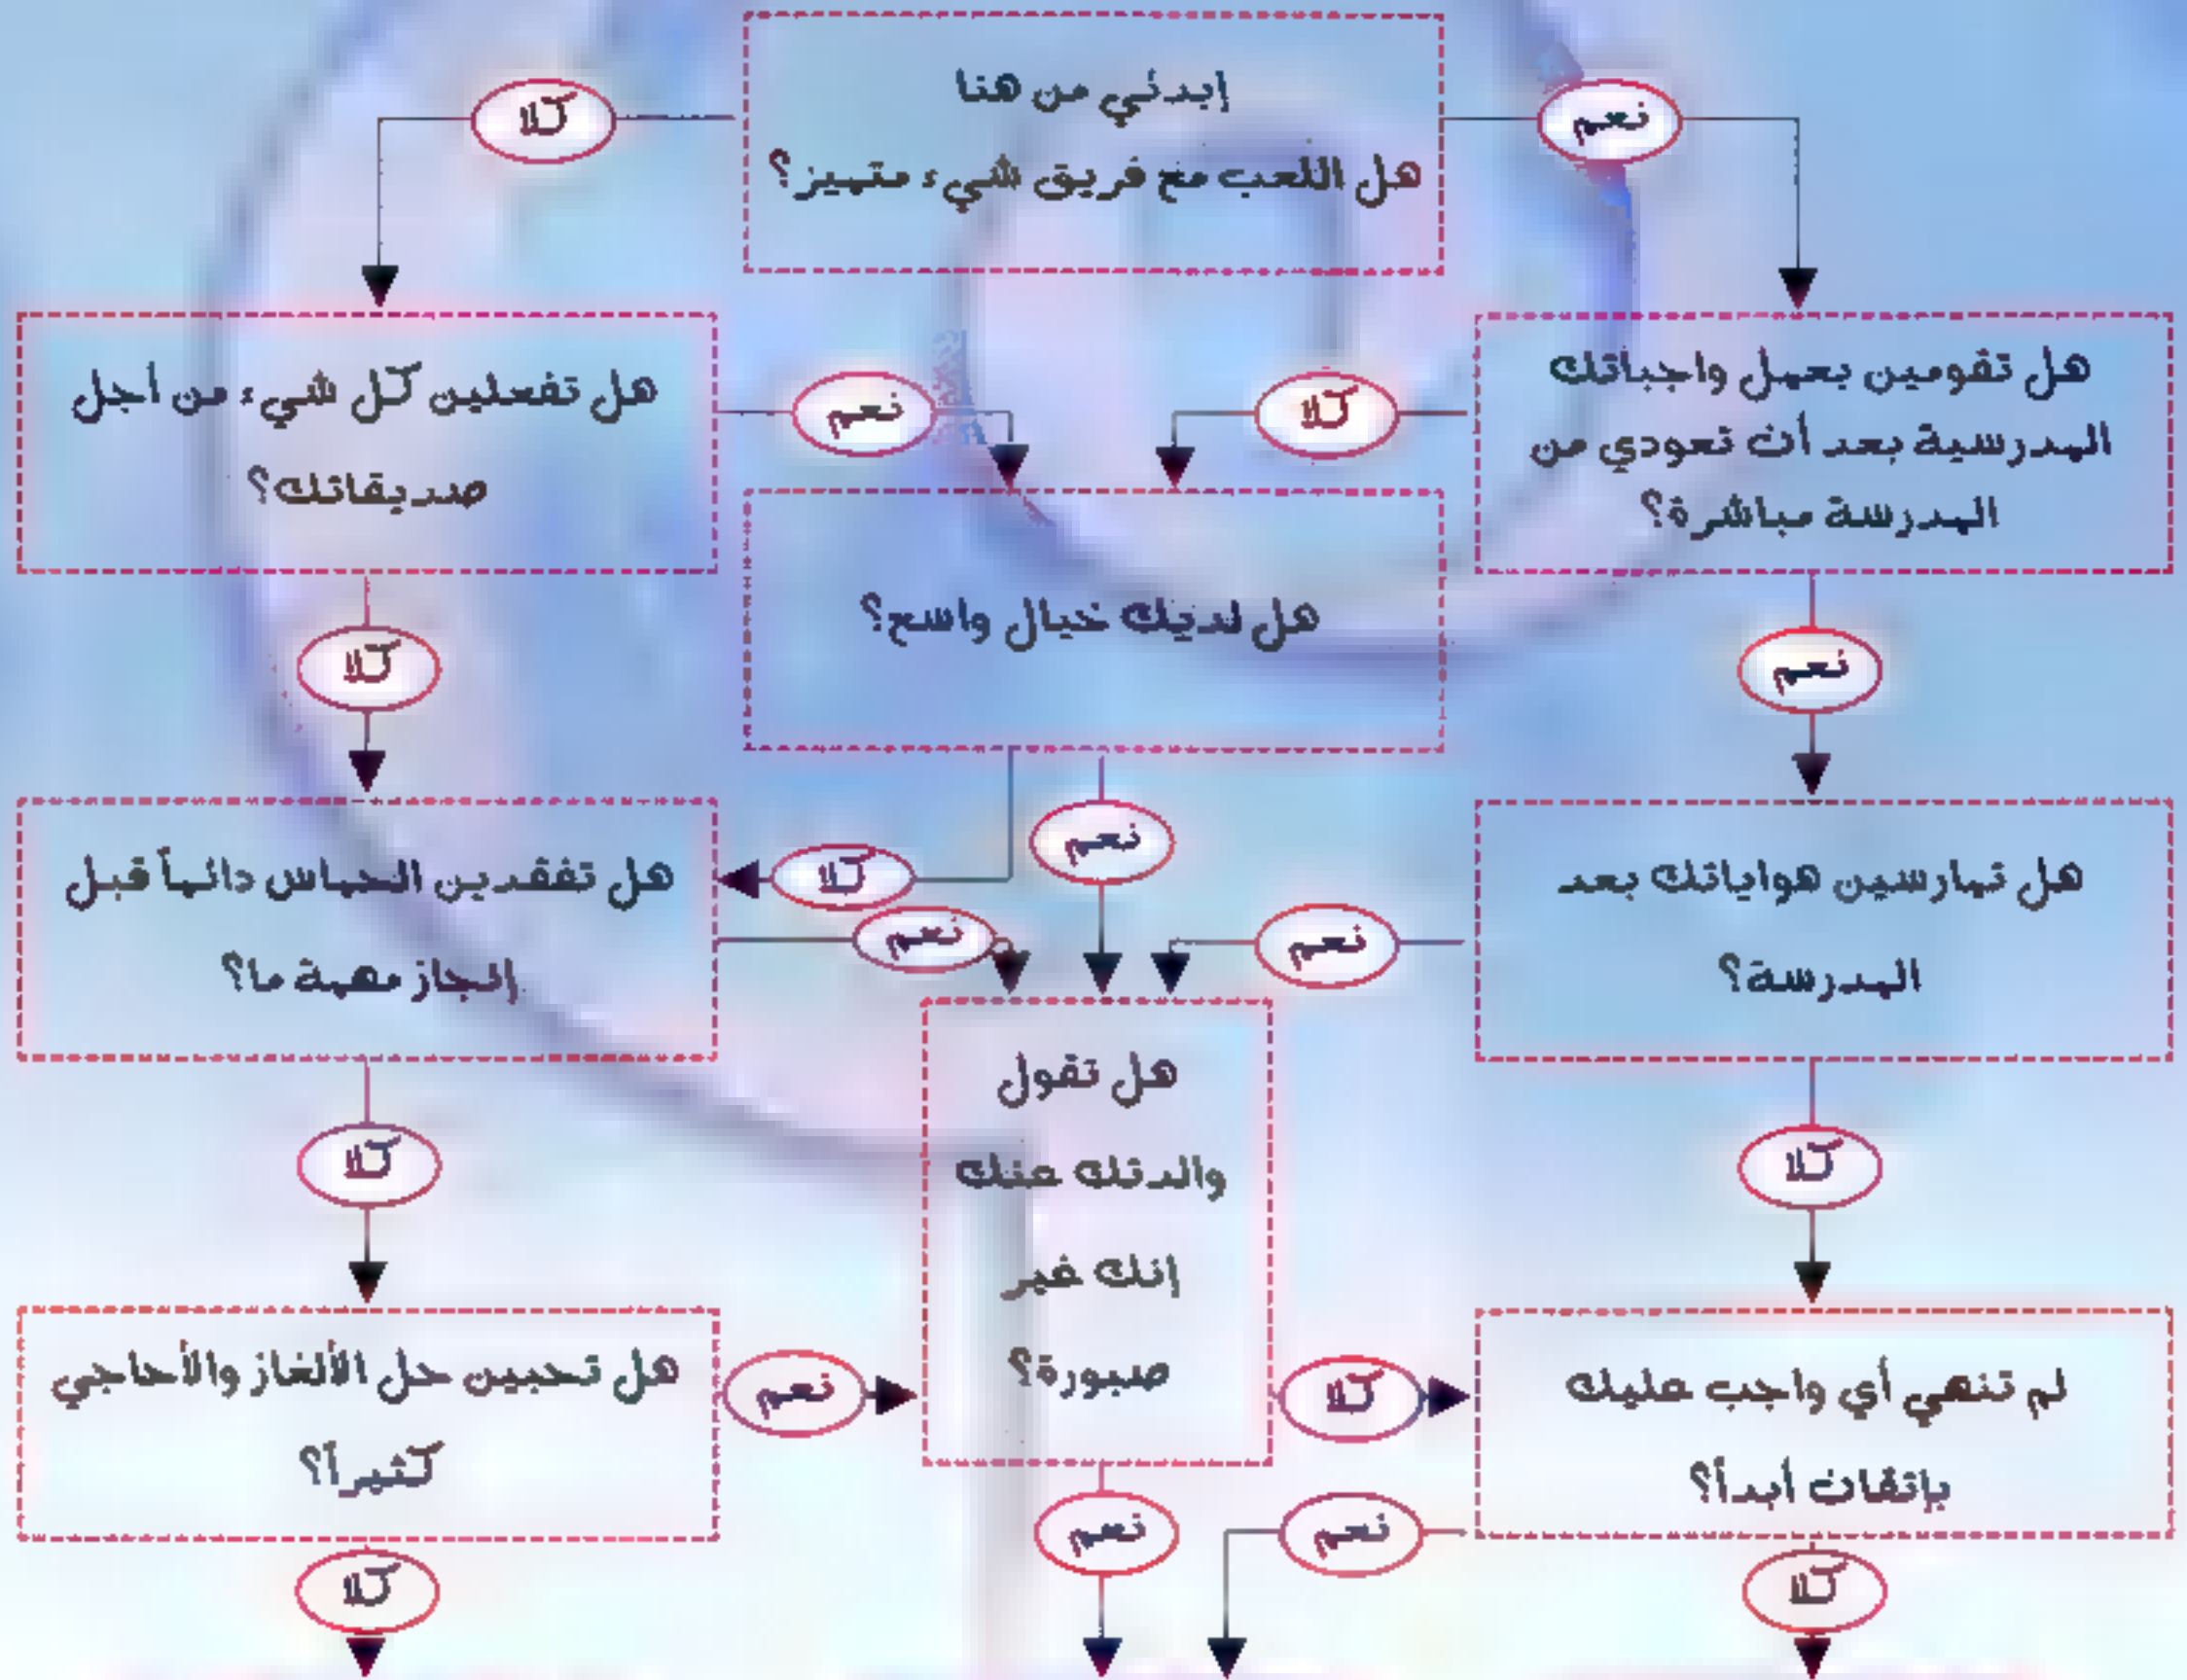 إبدئي من هنا
هل اللعب مع فريق شيء متميز؟
نعم
كلا
هل تقومين بعمل واجباتك
المدرسية بعد أن تعودي من
المدرسة مباشرة؟
كلا
نعم
هل تفعلين كل شيء من أجل
صديقاتك؟
هل لديك خيال واسع؟
نعم
كلا
نعم
كلا
هل تمارسين هواياتك بعد
المدرسة؟
نعم
نعم
هل تفقدين الحماس دائماً قبل
إنجاز مهمة ما؟
هل تقول
والدتك عنك
إنك غير
صبورة؟
كلا
كلا
لم تنهي أي واجب عليك
بإتقان أبداً؟
كلا
نعم
هل تحبين حل الألغاز والأحاجي
كثيراً؟
نعم
نعم
كلا
كلا